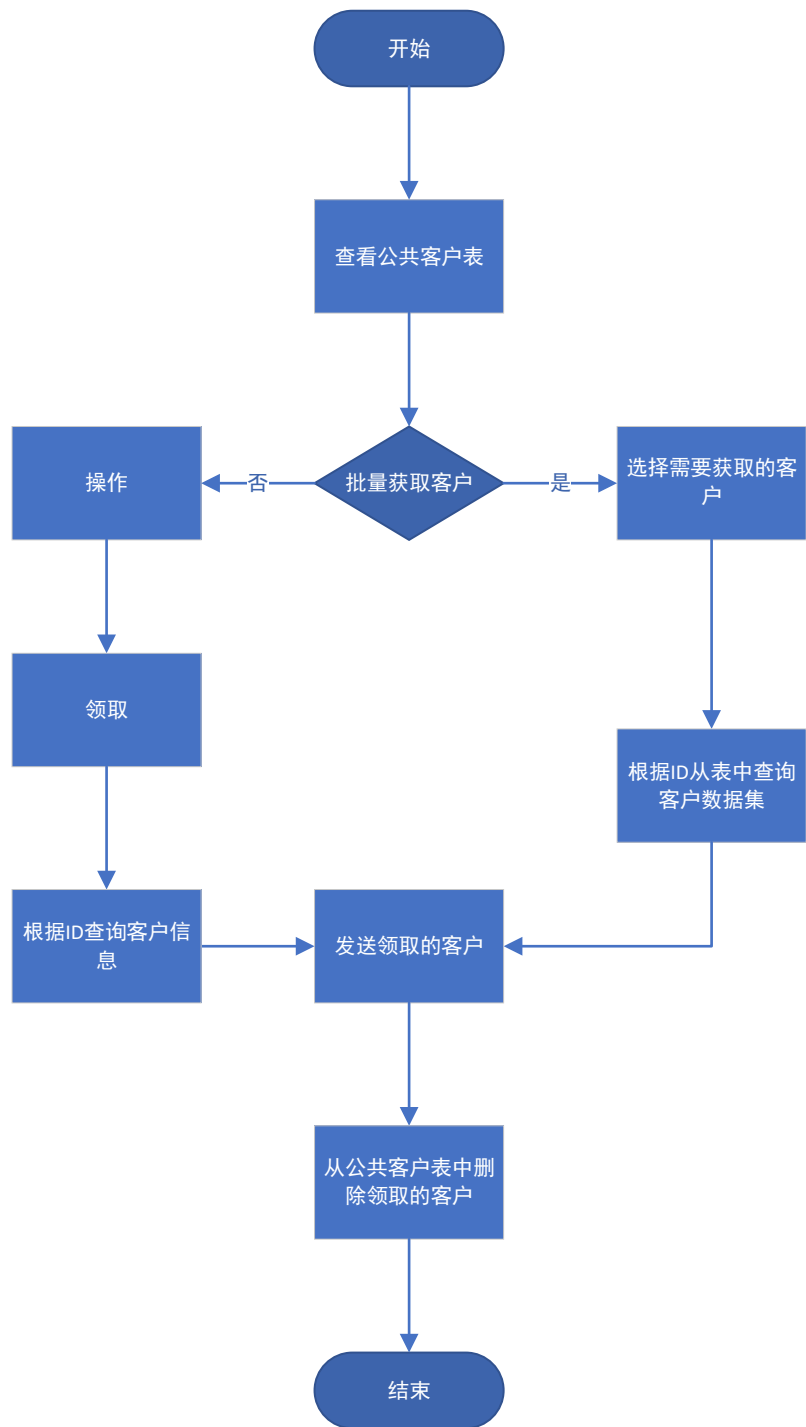 开始
查看公共客户表
操作
否
批量获取客户
是
选择需要获取的客
户
领取
根据ID从表中查询
客户数据集
根据ID查询客户信
息
发送领取的客户
从公共客户表中删
除领取的客户
结束